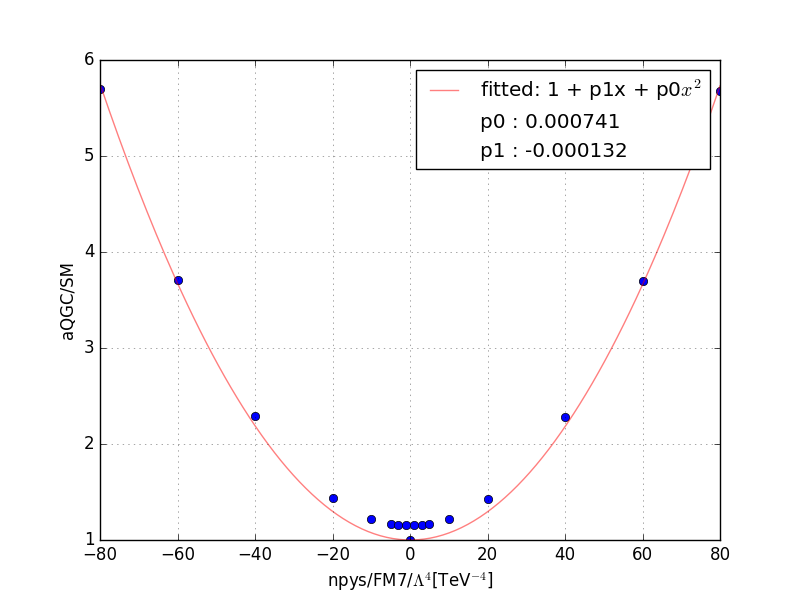 6
5
4
3
2
1
aQGC/SM
fitted: 1 + p1x + p0x²
p0 : 0.000741
p1 : -0.000132
−80 −60 −40 −20 0 20 40 60 80
npys/FM7/Λ⁴[TeV⁻⁴]